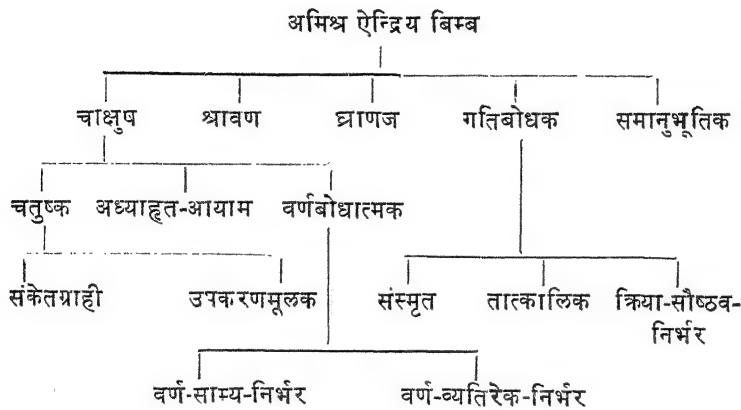 अमिश्र ऐन्द्रिय बिम्ब
चाक्षुष श्रावण घ्राणज गतिबोधक समानुभूतिक
चतुष्क अध्याहृत-आयाम वर्णबोधात्मक
संकेतग्राही उपकरणमूलक संस्मृत तात्कालिक क्रिया-सौष्ठव-
निर्भर
वर्ण-साम्य-निर्भर वर्ण-व्यतिरेक-निर्भर